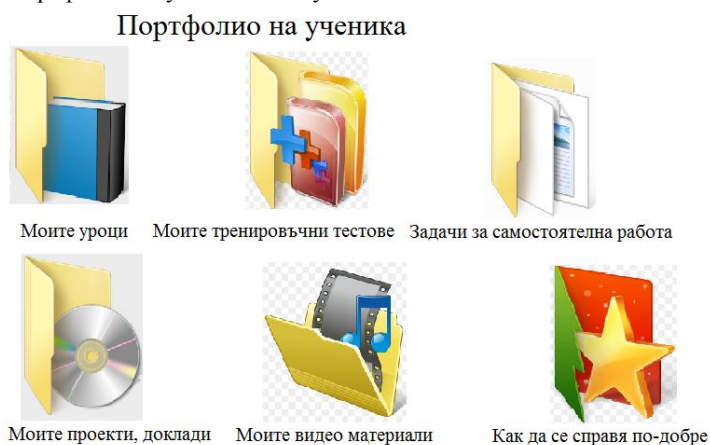 Портфолио на ученика
Моите уроци
Моите тренировъчни тестове
Задачи за самостоятелна работа
Моите проекти, доклади
Моите видео материали
Как да се справя по-добре